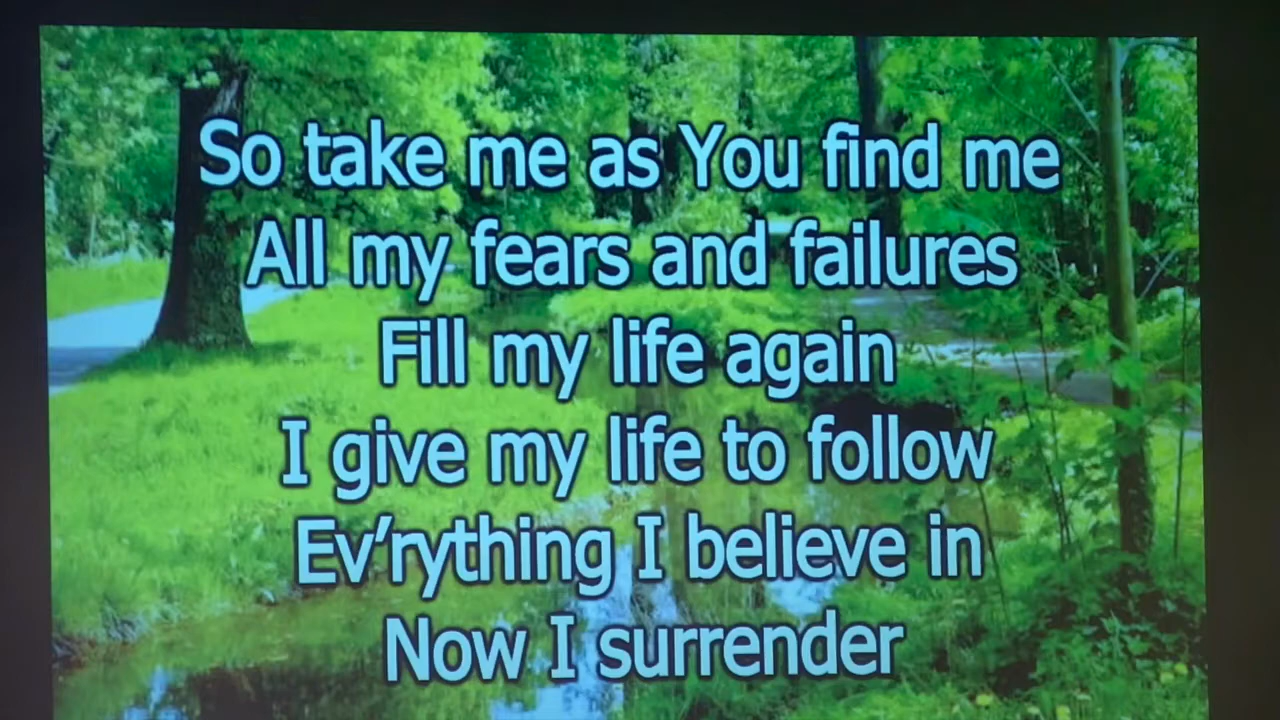 So take me as You find me
All my fears and failures
Fill my life again
I give my life to follow
Ev'rything I believe in
Now I surrender